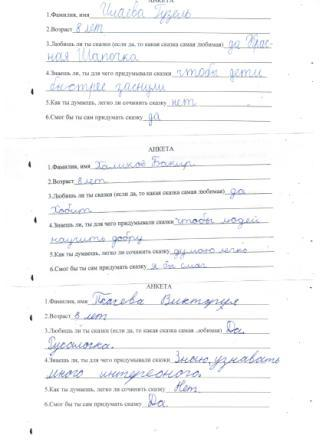 АНКЕТА
1.Фамилия, имя Ишаева Гузель
2.Возраст 8 лет
3.Любишь ли ты сказки (если да, то какая сказка самая любимая) да Крас-
ная Шапочка
4.Знаешь ли, ты для чего придумывали сказки чтобы дети
быстрее заснули
5.Как ты думаешь, легко ли сочинить сказку нет
6.Смог бы ты сам придумать сказку да
АНКЕТА
1.Фамилия, имя Халиков Бакир
2.Возраст 8 лет
3.Любишь ли ты сказки (если да, то какая сказка самая любимая) да
Хобит
4.Знаешь ли, ты для чего придумывали сказки чтобы людей
научить добру
5.Как ты думаешь, легко ли сочинить сказку думаю легко
6.Смог бы ты сам придумать сказку я бы смог
АНКЕТА
1.Фамилия, имя Виктория
2.Возраст 8 лет
3.Любишь ли ты сказки (если да, то какая сказка самая любимая) Да.
Русалочка.
4.Знаешь ли, ты для чего придумывали сказки Знаю, узнавать
много интересного.
5.Как ты думаешь, легко ли сочинить сказку Нет.
6.Смог бы ты сам придумать сказку Да.